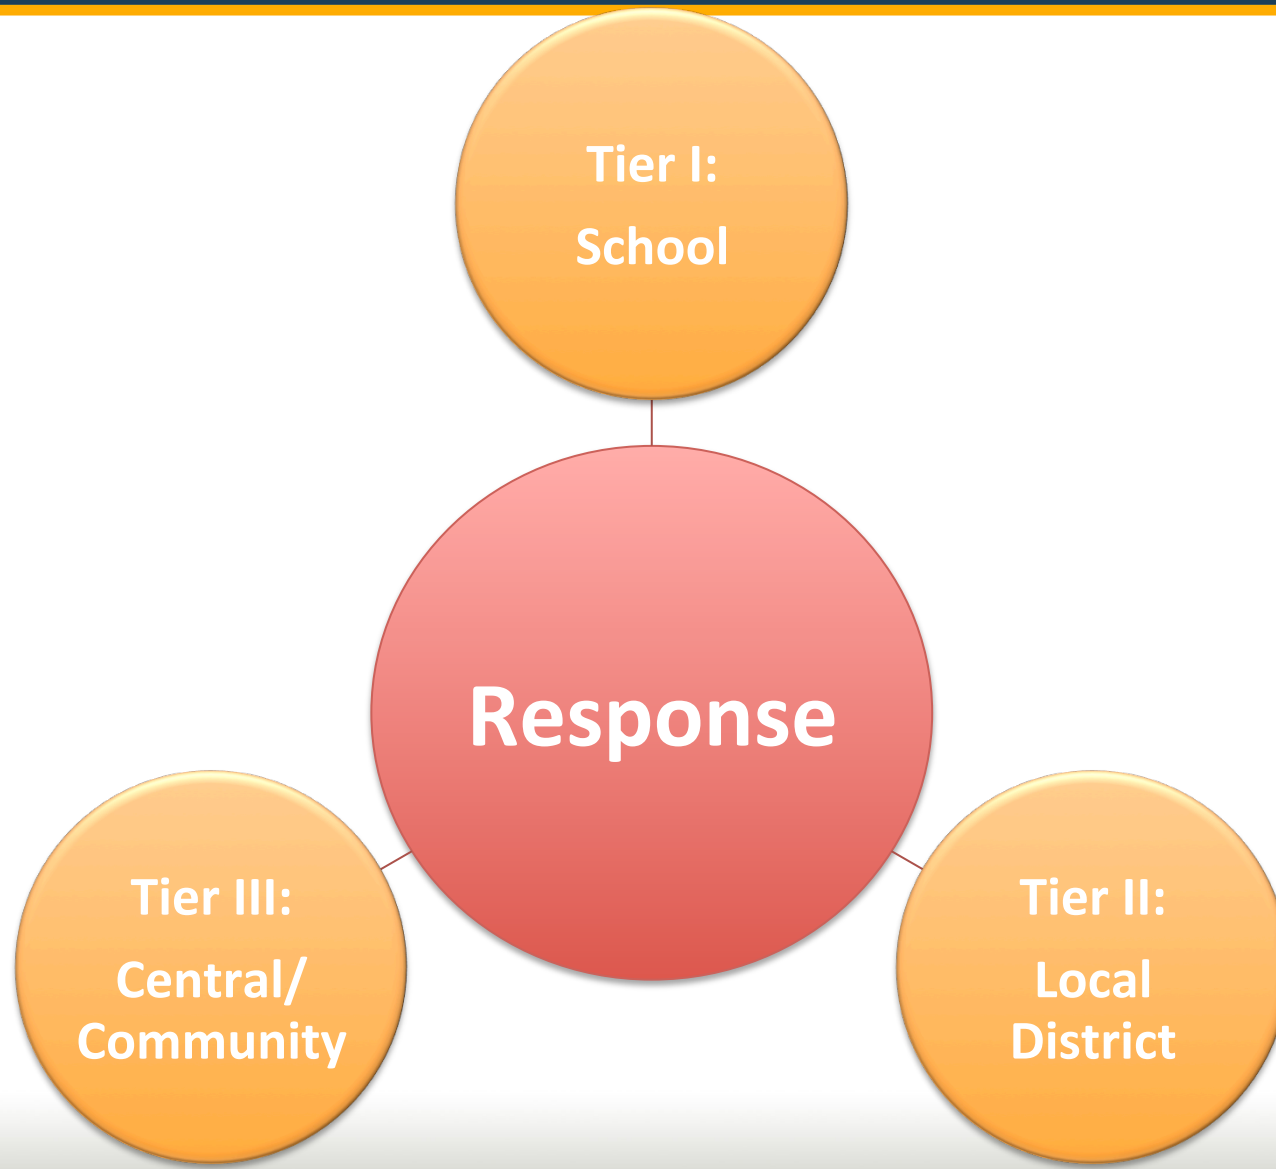 Tier I:
School
Response
Tier III:
Central/
Community
Tier II:
Local
District